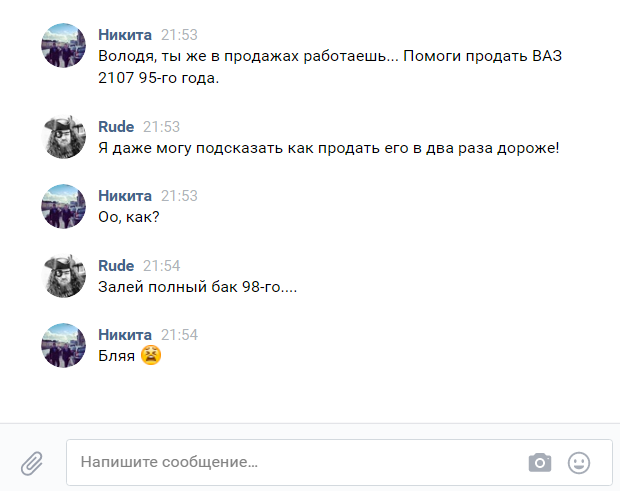 Никита 21:53
Володя, ты же в продажах работаешь... Помоги продать ВАЗ
2107 95-го года.
Rude 21:53
Я даже могу подсказать как продать его в два раза дороже!
Никита 21:53
Оо, как?
Rude 21:54
Залей полный бак 98-го....
Никита 21:54
Бляя 😫
Напишите сообщение...